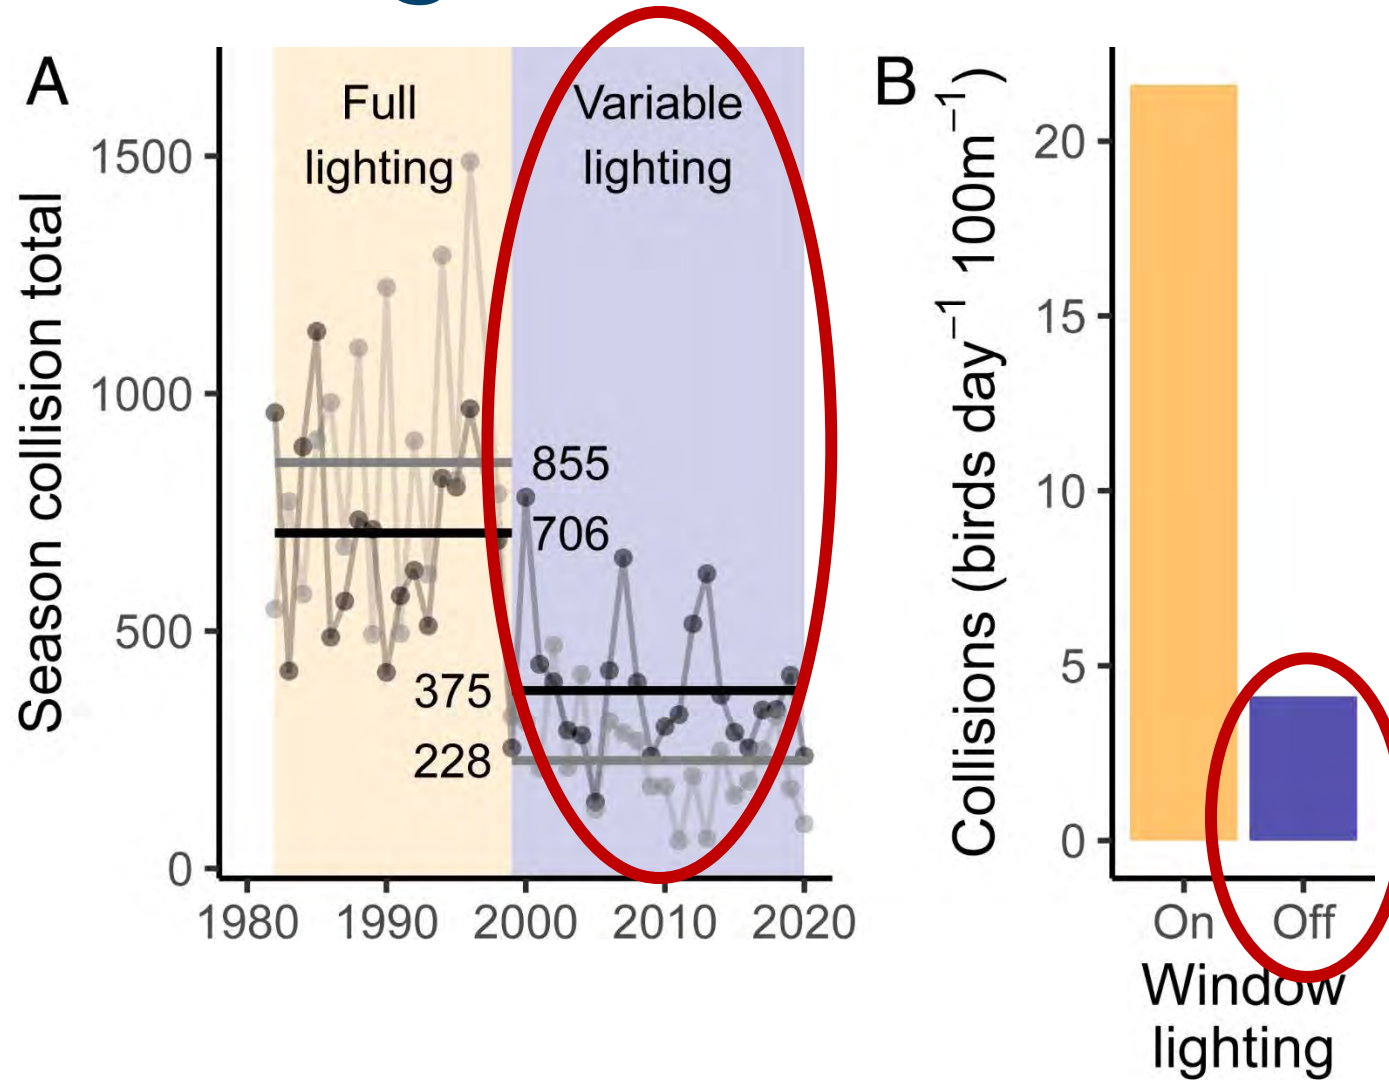 A
Full
lighting
Variable
lighting
Season collision total
1500
1000
500
0
855
706
375
228
1980
1990
2000
2010
2020
B
Collisions (birds day⁻¹ 100m⁻¹)
20
15
10
5
0
On
Off
Window
lighting